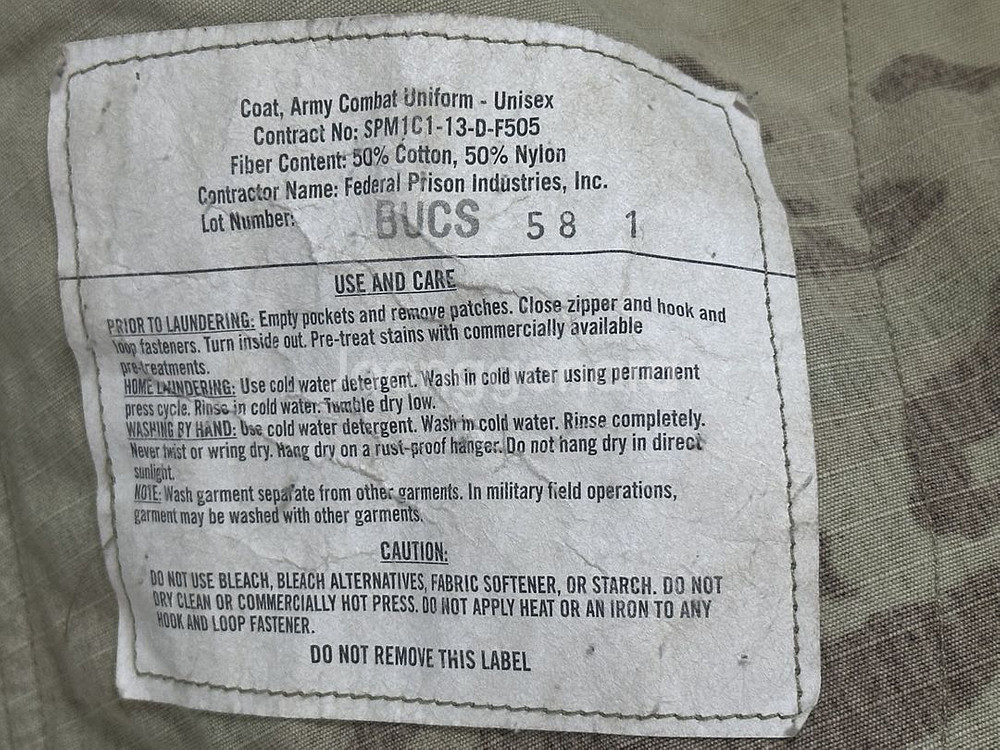 Coat, Army Combat Uniform - Unisex
Contract No: SPM1C1-13-D-F505
Fiber Content: 50% Cotton, 50% Nylon
Contractor Name: Federal Prison Industries, Inc.
Lot Number: BUCS 58 1
USE AND CARE
PRIOR TO LAUNDERING: Empty pockets and remove patches. Close zipper and hook and
loop fasteners. Turn inside out. Pre-treat stains with commercially available
pre-treatments.
HOME LAUNDERING: Use cold water detergent. Wash in cold water using permanent
press cycle. Rinse in cold water. Tumble dry low.
WASHING BY HAND: Use cold water detergent. Wash in cold water. Rinse completely.
Never twist or wring dry. Hang dry on a rust-proof hanger. Do not hang dry in direct
sunlight.
NOTE: Wash garment separate from other garments. In military field operations,
garment may be washed with other garments.
CAUTION:
DO NOT USE BLEACH, BLEACH ALTERNATIVES, FABRIC SOFTENER, OR STARCH. DO NOT
DRY CLEAN OR COMMERCIALLY HOT PRESS. DO NOT APPLY HEAT OR AN IRON TO ANY
HOOK AND LOOP FASTENER.
DO NOT REMOVE THIS LABEL